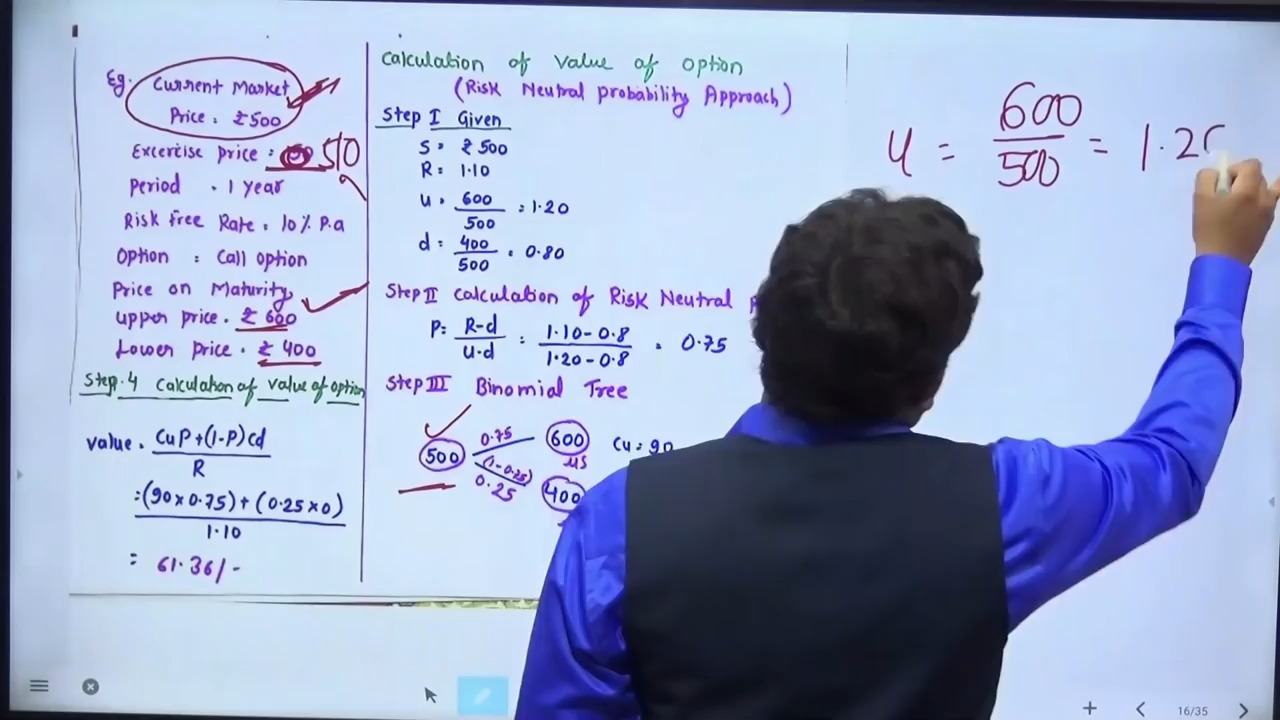 Eg. Current Market
Price . ₹500
Excercise price : 510
Period . 1 year
Risk free Rate . 10% P.a
Option : Call option
Price on Maturity
upper price . ₹ 600
Lower price . ₹ 400
Step.4 Calculation of value of option
value . CuP+(1-P)Cd
R
=(90x0.75)+(0.25x0)
1.10
= 61.36/-
Calculation of value of option
(Risk Neutral probability Approach)
Step I Given
S = ₹ 500
R = 1.10
u = 600
500
= 1.20
d = 400
500
= 0.80
Step II Calculation of Risk Neutral
P = R-d
u-d
= 1.10-0.8
1.20-0.8
= 0.75
Step III Binomial Tree
500
0.75
600
us
Cu = 90
(1-0.25)
0.25
400
u = 600
500
= 1.20
16/35